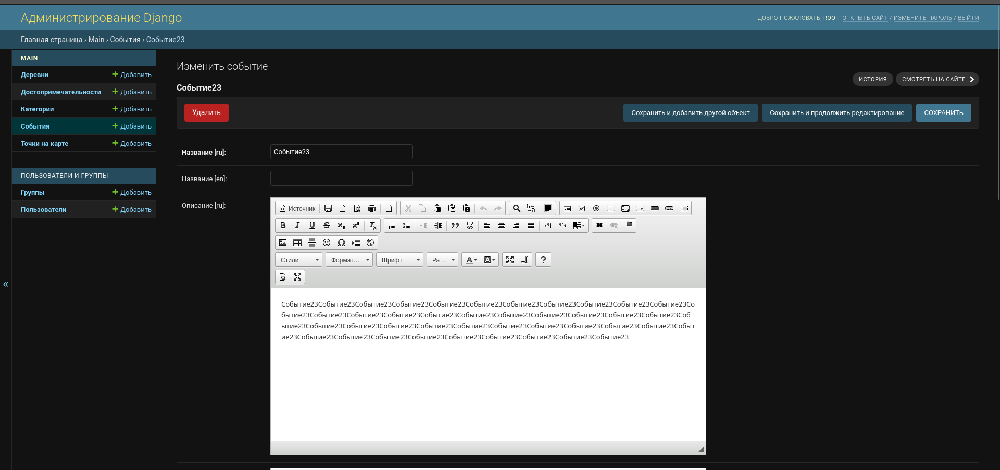 Администрирование Django
ДОБРО ПОЖАЛОВАТЬ, ROOT. ОТКРЫТЬ САЙТ / ИЗМЕНИТЬ ПАРОЛЬ / ВЫЙТИ
Главная страница › Main › События › Событие23
MAIN
Деревни Добавить
Достопримечательности Добавить
Категории Добавить
События Добавить
Точки на карте Добавить
ПОЛЬЗОВАТЕЛИ И ГРУППЫ
Группы Добавить
Пользователи Добавить
«
Изменить событие
ИСТОРИЯ СМОТРЕТЬ НА САЙТЕ
Событие23
Удалить Сохранить и добавить другой объект Сохранить и продолжить редактирование СОХРАНИТЬ
Название [ru]: Событие23
Название [en]:
Описание [ru]:
Источник
Стили Формат... Шрифт Ра...
Событие23Событие23Событие23Событие23Событие23Событие23Событие23Событие23Событие23Событие23Событие23Со
бытие23Событие23Событие23Событие23Событие23Событие23Событие23Событие23Событие23Событие23Событие23Соб
ытие23Событие23Событие23Событие23Событие23Событие23Событие23Событие23Событие23Событие23Событие23Событ
ие23Событие23Событие23Событие23Событие23Событие23Событие23Событие23Событие23Событие23